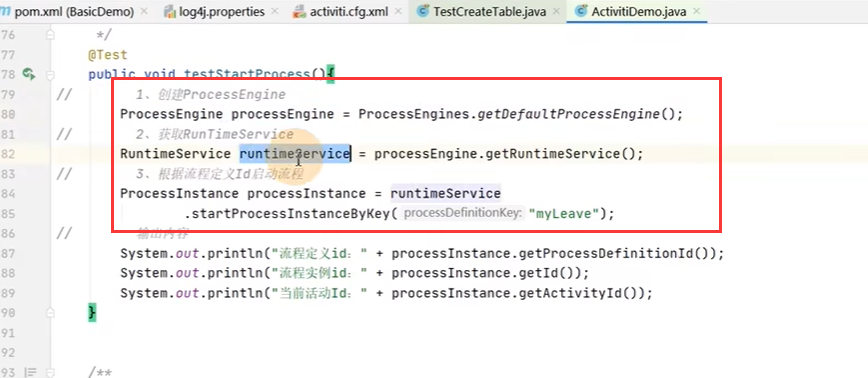 pom.xml (BasicDemo) × log4j.properties × activiti.cfg.xml × TestCreateTable.java × ActivitiDemo.java ×
76 */
77 @Test
78 public void testStartProcess(){
79 // 1、创建ProcessEngine
80 ProcessEngine processEngine = ProcessEngines.getDefaultProcessEngine();
81 // 2、获取RunTimeService
82 RuntimeService runtimeService = processEngine.getRuntimeService();
83 // 3、根据流程定义Id启动流程
84 ProcessInstance processInstance = runtimeService
85 .startProcessInstanceByKey( processDefinitionKey: "myLeave");
86 // 输出内容
87 System.out.println("流程定义id：" + processInstance.getProcessDefinitionId());
88 System.out.println("流程实例id：" + processInstance.getId());
89 System.out.println("当前活动Id：" + processInstance.getActivityId());
90 }
91
92
93 /**